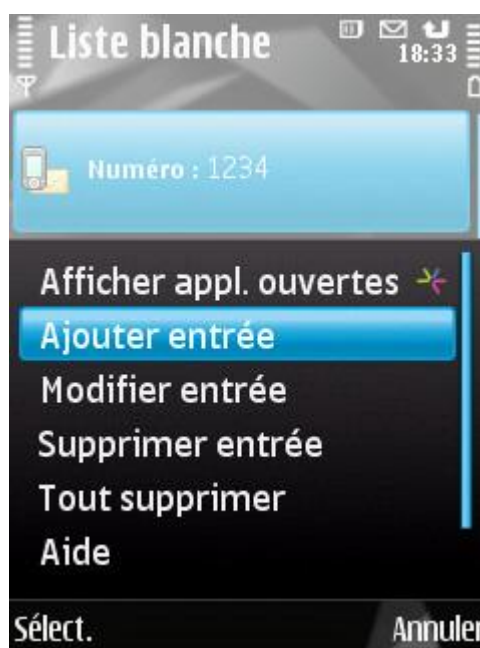 Liste blanche
18:33
Numéro : 1234
Afficher appl. ouvertes
Ajouter entrée
Modifier entrée
Supprimer entrée
Tout supprimer
Aide
Sélect. Annuler